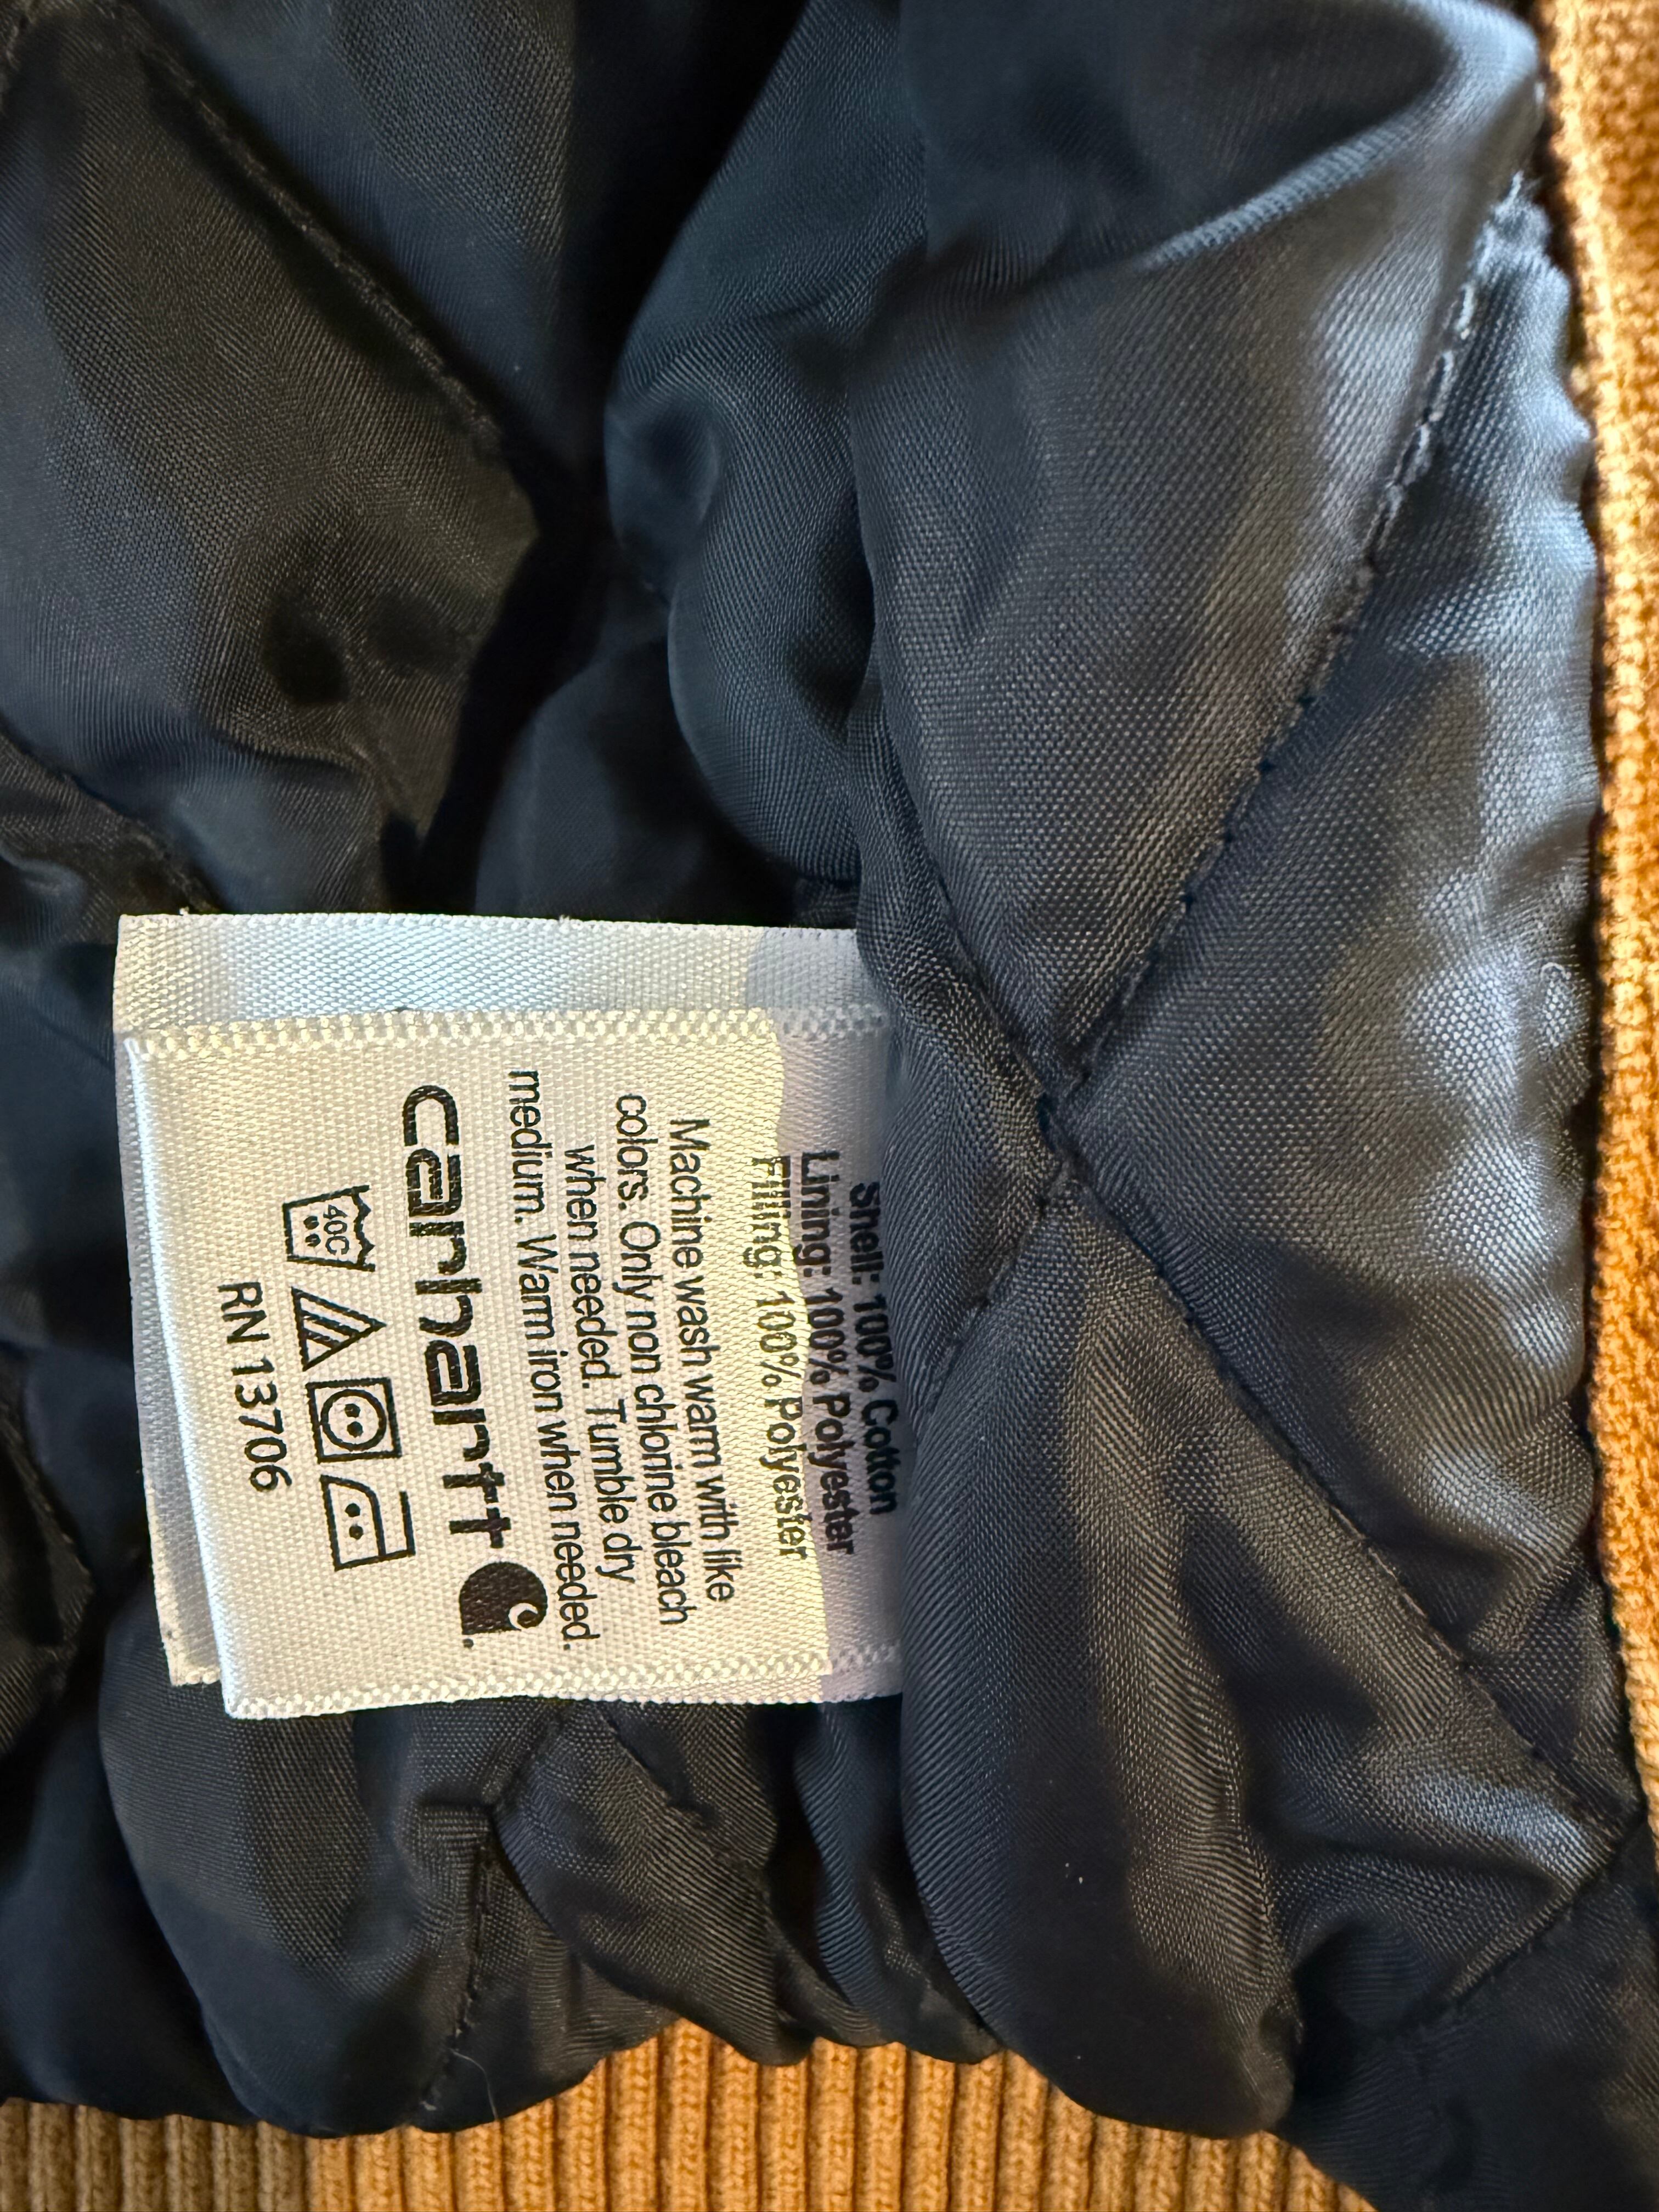 Shell: 100% Cotton
Lining: 100% Polyester
Filling: 100% Polyester
Machine wash warm with like
colors. Only non chlorine bleach
when needed. Tumble dry
medium. Warm iron when needed.
carhartt
40C
RN 13706